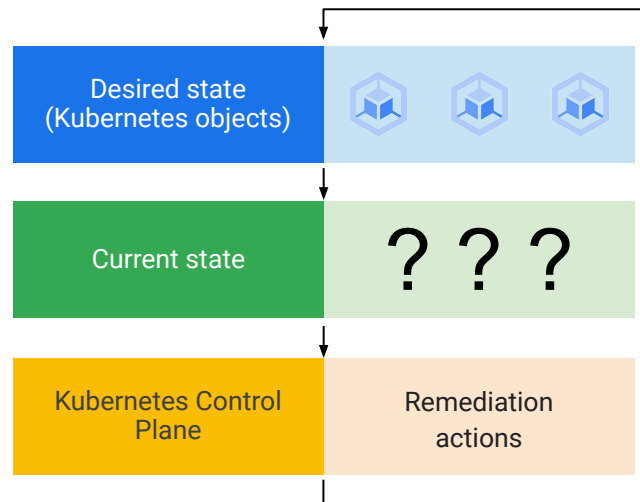 Desired state
(Kubernetes objects)
Current state
? ? ?
Kubernetes Control
Plane
Remediation
actions